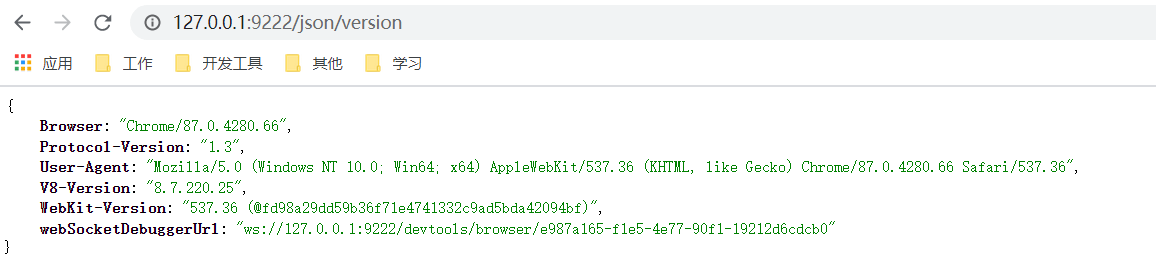 127.0.0.1:9222/json/version
应用 工作 开发工具 其他 学习
{
Browser: "Chrome/87.0.4280.66",
Protocol-Version: "1.3",
User-Agent: "Mozilla/5.0 (Windows NT 10.0; Win64; x64) AppleWebKit/537.36 (KHTML, like Gecko) Chrome/87.0.4280.66 Safari/537.36",
V8-Version: "8.7.220.25",
WebKit-Version: "537.36 (@fd98a29dd59b36f71e4741332c9ad5bda42094bf)",
webSocketDebuggerUrl: "ws://127.0.0.1:9222/devtools/browser/e987a165-f1e5-4e77-90f1-19212d6cdcb0"
}